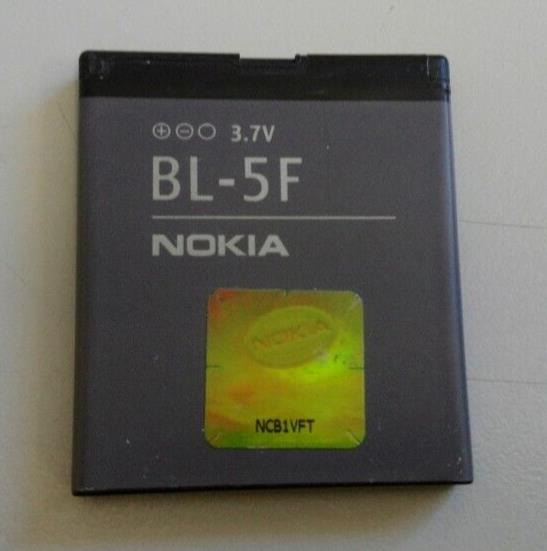 ⊕⊖○ 3.7V
BL-5F
NOKIA
NOKIA
NCB1VFT